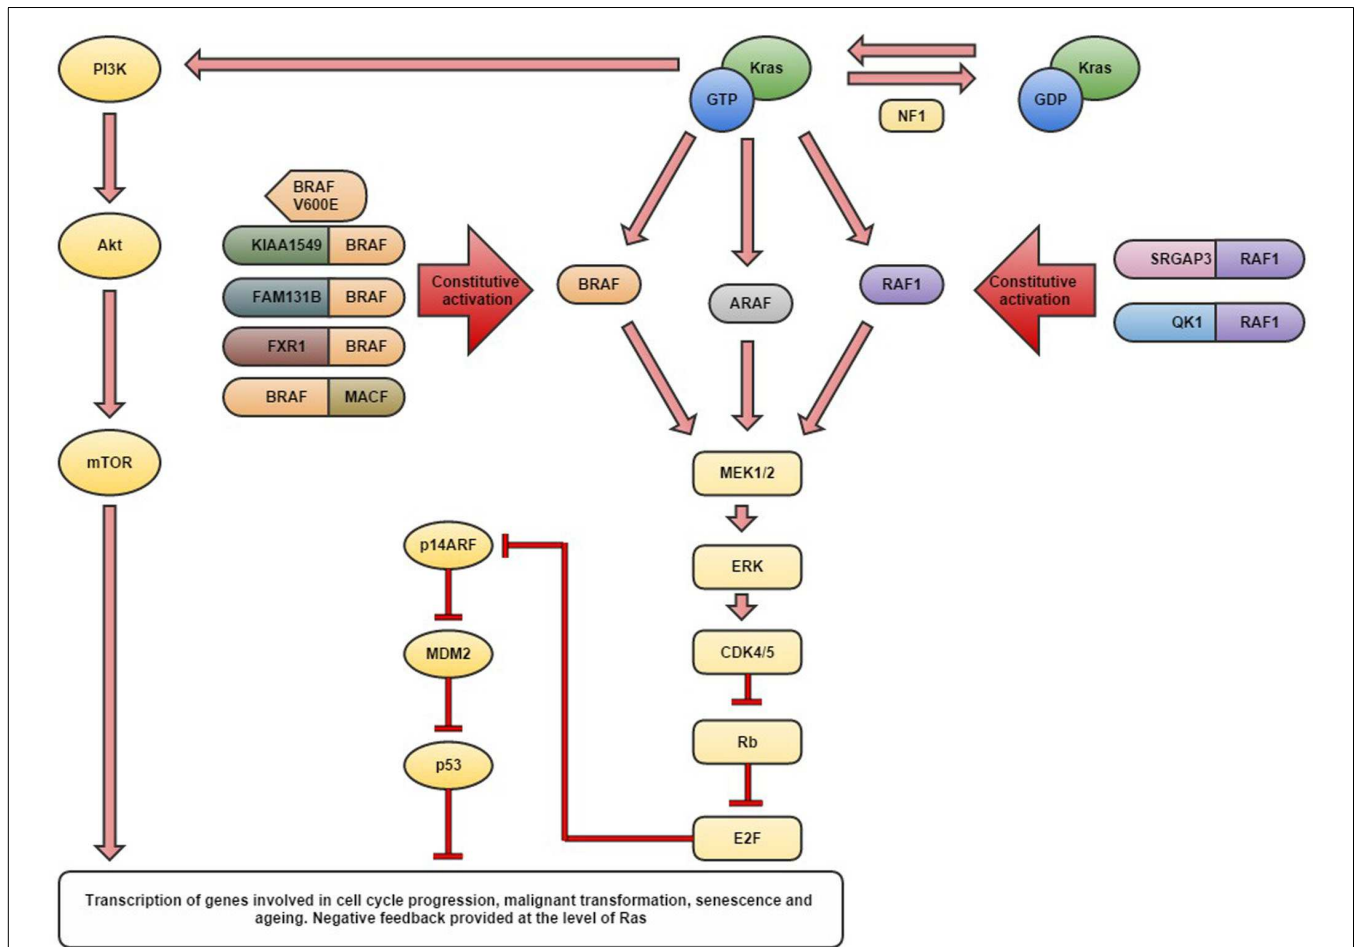 PI3K
Kras
GTP
Kras
GDP
NF1
BRAF
V600E
KIAA1549 BRAF
FAM131B BRAF
FXR1 BRAF
BRAF MACF
Constitutive
activation
Akt
BRAF
ARAF
RAF1
Constitutive
activation
SRGAP3 RAF1
QK1 RAF1
mTOR
MEK1/2
p14ARF
ERK
MDM2
CDK4/5
p53
Rb
E2F
Transcription of genes involved in cell cycle progression, malignant transformation, senescence and
ageing. Negative feedback provided at the level of Ras